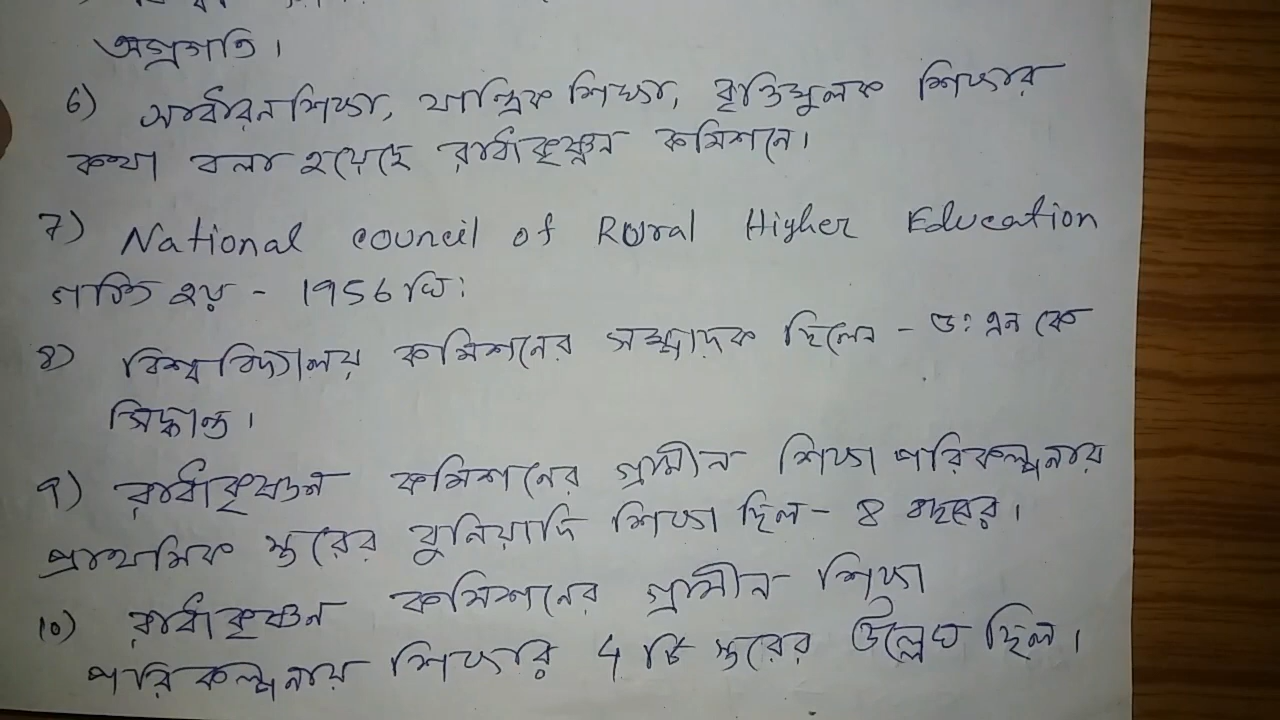 অগ্রগতি।
6) সাধারন শিক্ষা, যান্ত্রিক শিক্ষা, বৃত্তিমুলক শিক্ষার
কথা বলা হয়েছে রাধাকৃষ্ণন কমিশনে।
7) National council of Rural Higher Education
গঠিত হয় - 1956 খ্রি:
8) বিশ্ববিদ্যালয় কমিশনের সম্পাদক ছিলেন - ড: এন কে
সিদ্ধান্ত।
9) রাধাকৃষ্ণন কমিশনের গ্রামীন শিক্ষা পরিকল্পনায়
প্রাথমিক স্তরের বুনিয়াদি শিক্ষা ছিল - 8 বছরের।
10) রাধাকৃষ্ণন কমিশনের গ্রামীন শিক্ষা
পরিকল্পনায় শিক্ষার 4 টি স্তরের উল্লেখ ছিল।